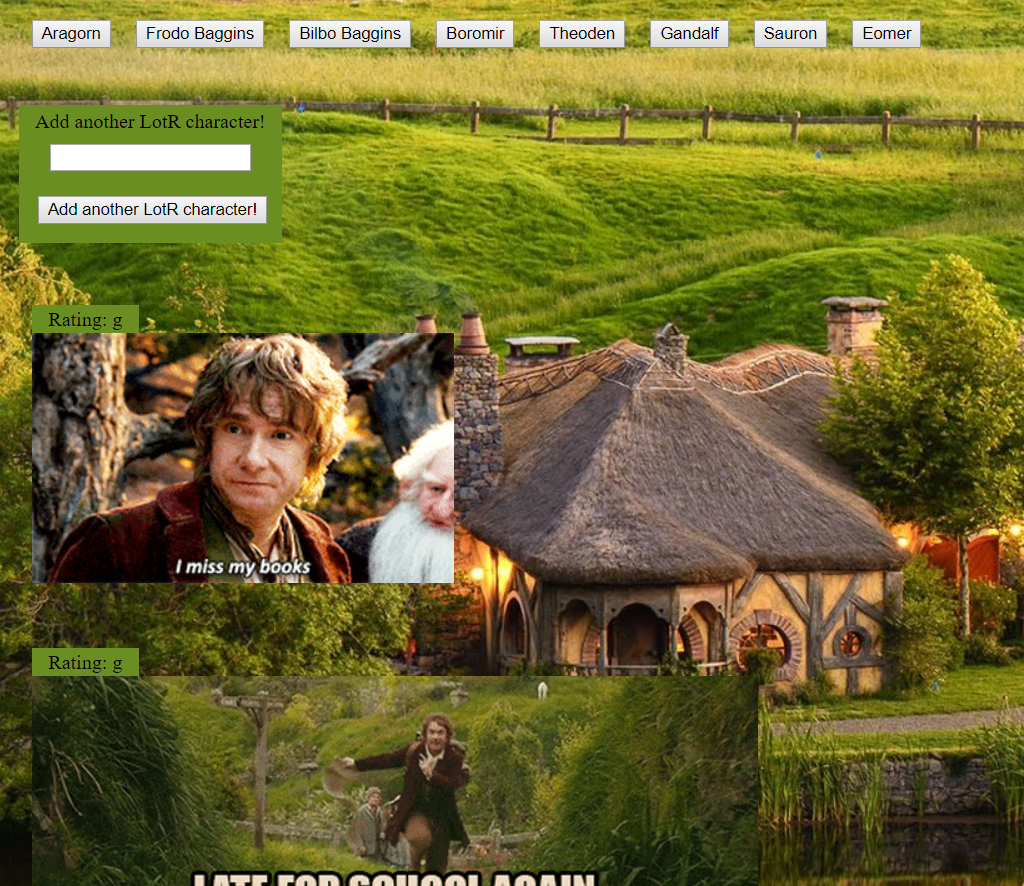 Aragorn Frodo Baggins Bilbo Baggins Boromir Theoden Gandalf Sauron Eomer
Add another LotR character!
Add another LotR character!
Rating: g
I miss my books
Rating: g
LATE FOR SCHOOL AGAIN